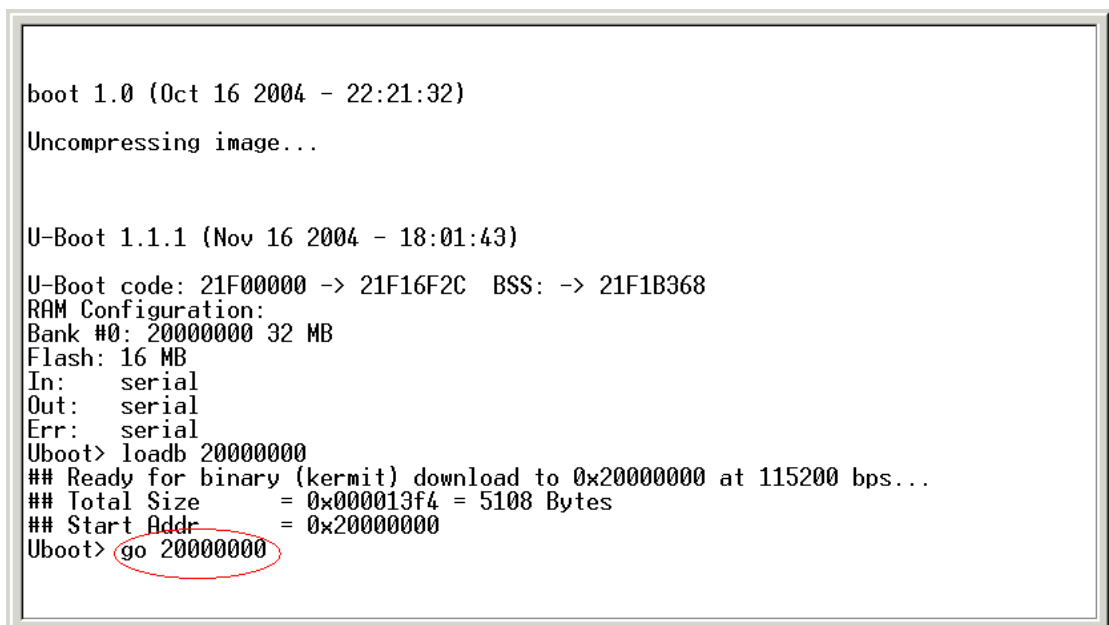 boot 1.0 (Oct 16 2004 - 22:21:32)
Uncompressing image...
U-Boot 1.1.1 (Nov 16 2004 - 18:01:43)
U-Boot code: 21F00000 -> 21F16F2C  BSS: -> 21F1B368
RAM Configuration:
Bank #0: 20000000 32 MB
Flash: 16 MB
In:    serial
Out:   serial
Err:   serial
Uboot> loadb 20000000
## Ready for binary (kermit) download to 0x20000000 at 115200 bps...
## Total Size      = 0x000013f4 = 5108 Bytes
## Start Addr      = 0x20000000
Uboot> go 20000000